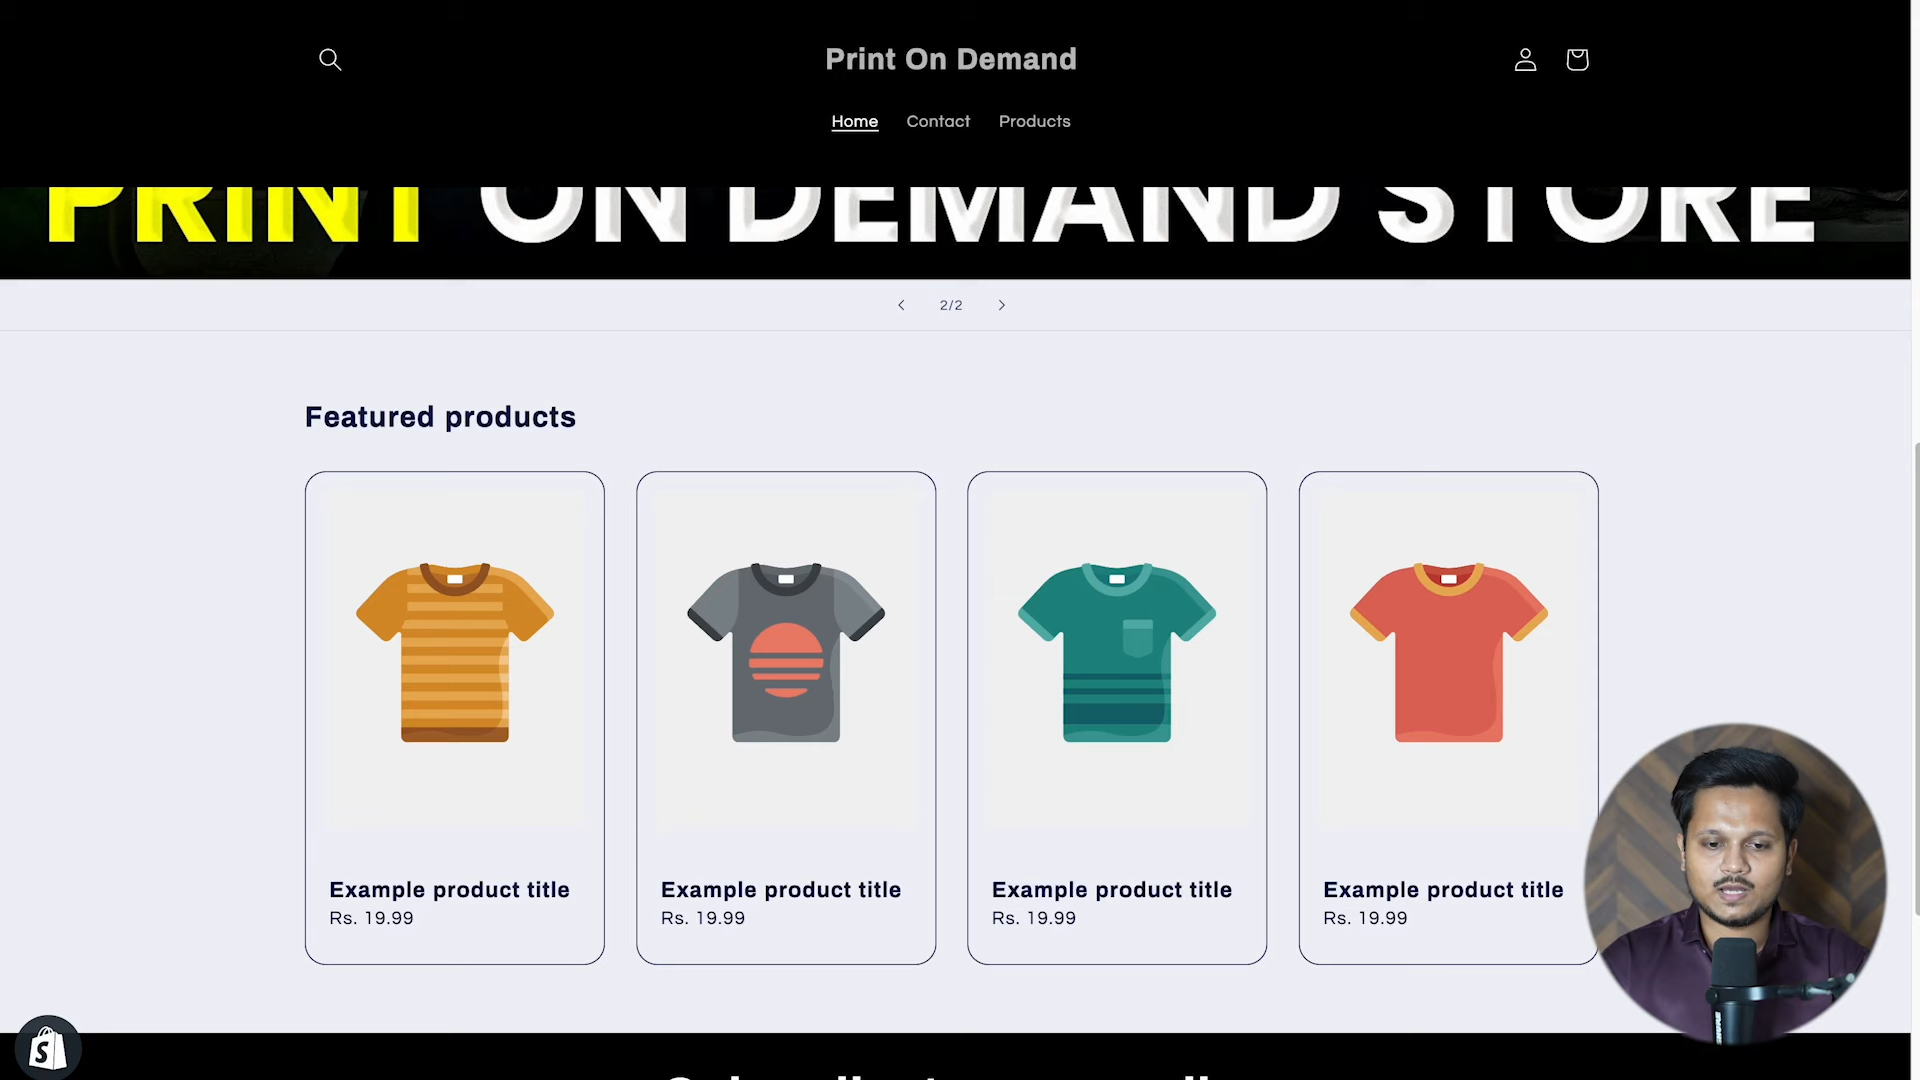 Print On Demand
Home Contact Products
PRINT ON DEMAND STORE
2/2
Featured products
Example product title
Rs. 19.99
Example product title
Rs. 19.99
Example product title
Rs. 19.99
Example product title
Rs. 19.99